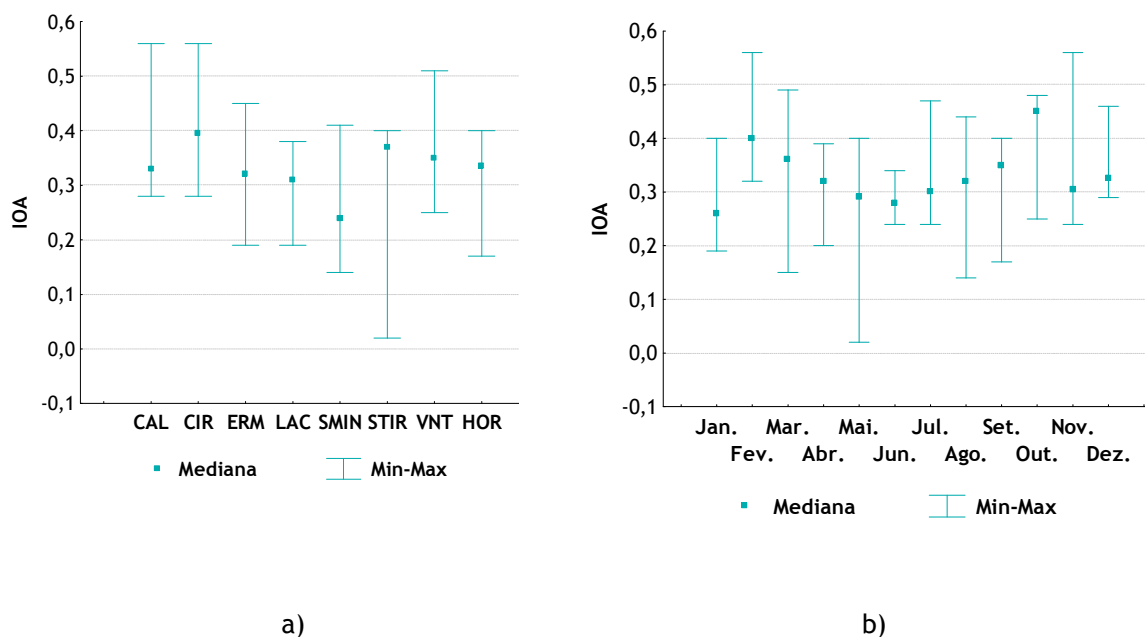 0,6
0,5
0,4
0,3
0,2
0,1
0,0
-0,1
IOA
CAL CIR ERM LAC SMIN STIR VNT HOR
Mediana Min-Max
a)
0,6
0,5
0,4
0,3
0,2
0,1
0,0
-0,1
IOA
Jan. Mar. Mai. Jul. Set. Nov.
Fev. Abr. Jun. Ago. Out. Dez.
Mediana Min-Max
b)